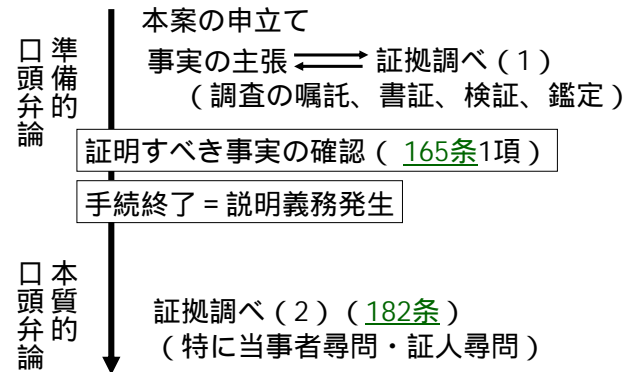 準備的
口頭弁論
本案の申立て
事実の主張 証拠調べ(1)
(調査の嘱託、書証、検証、鑑定)
証明すべき事実の確認( 165条1項)
手続終了=説明義務発生
本質的
口頭弁論
証拠調べ(2)(182条)
(特に当事者尋問・証人尋問)